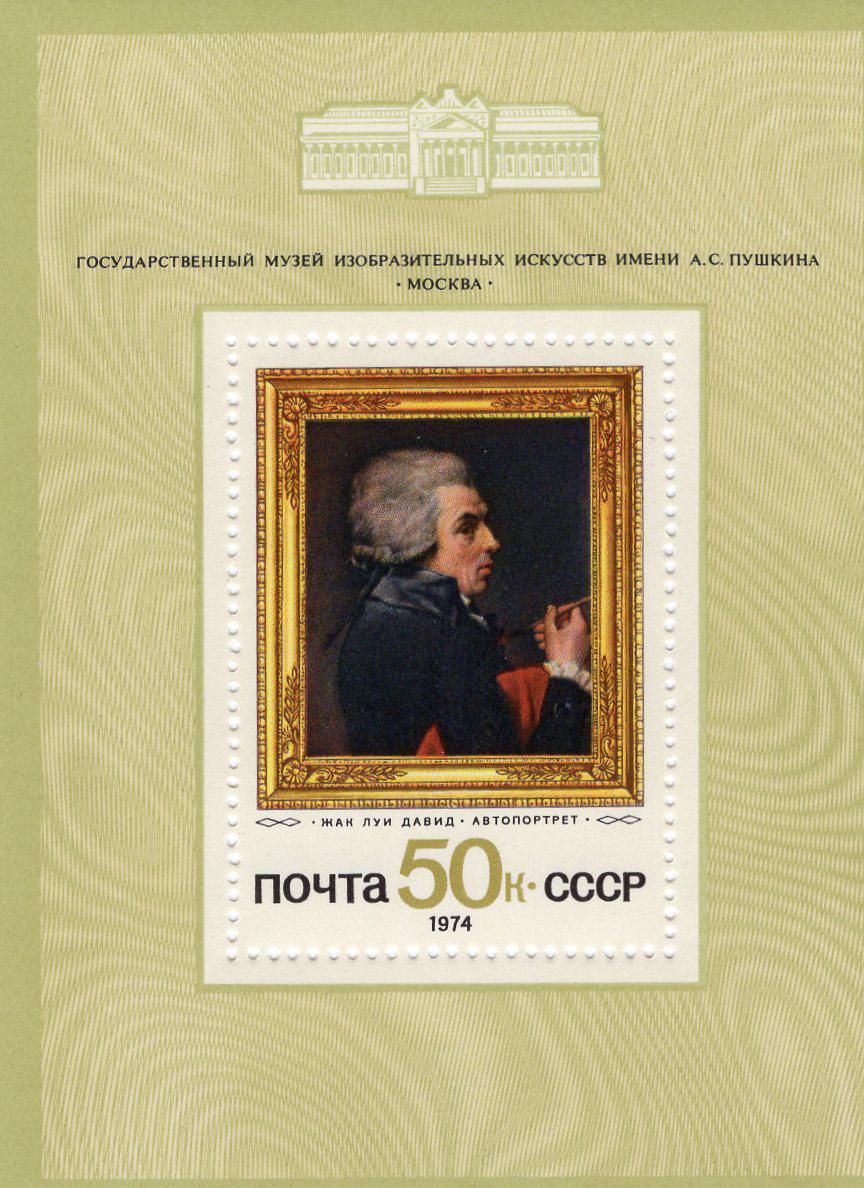 ГОСУДАРСТВЕННЫЙ МУЗЕЙ ИЗОБРАЗИТЕЛЬНЫХ ИСКУССТВ ИМЕНИ А.С. ПУШКИНА
· МОСКВА ·
· ЖАК ЛУИ ДАВИД · АВТОПОРТРЕТ ·
ПОЧТА 50К · СССР
1974